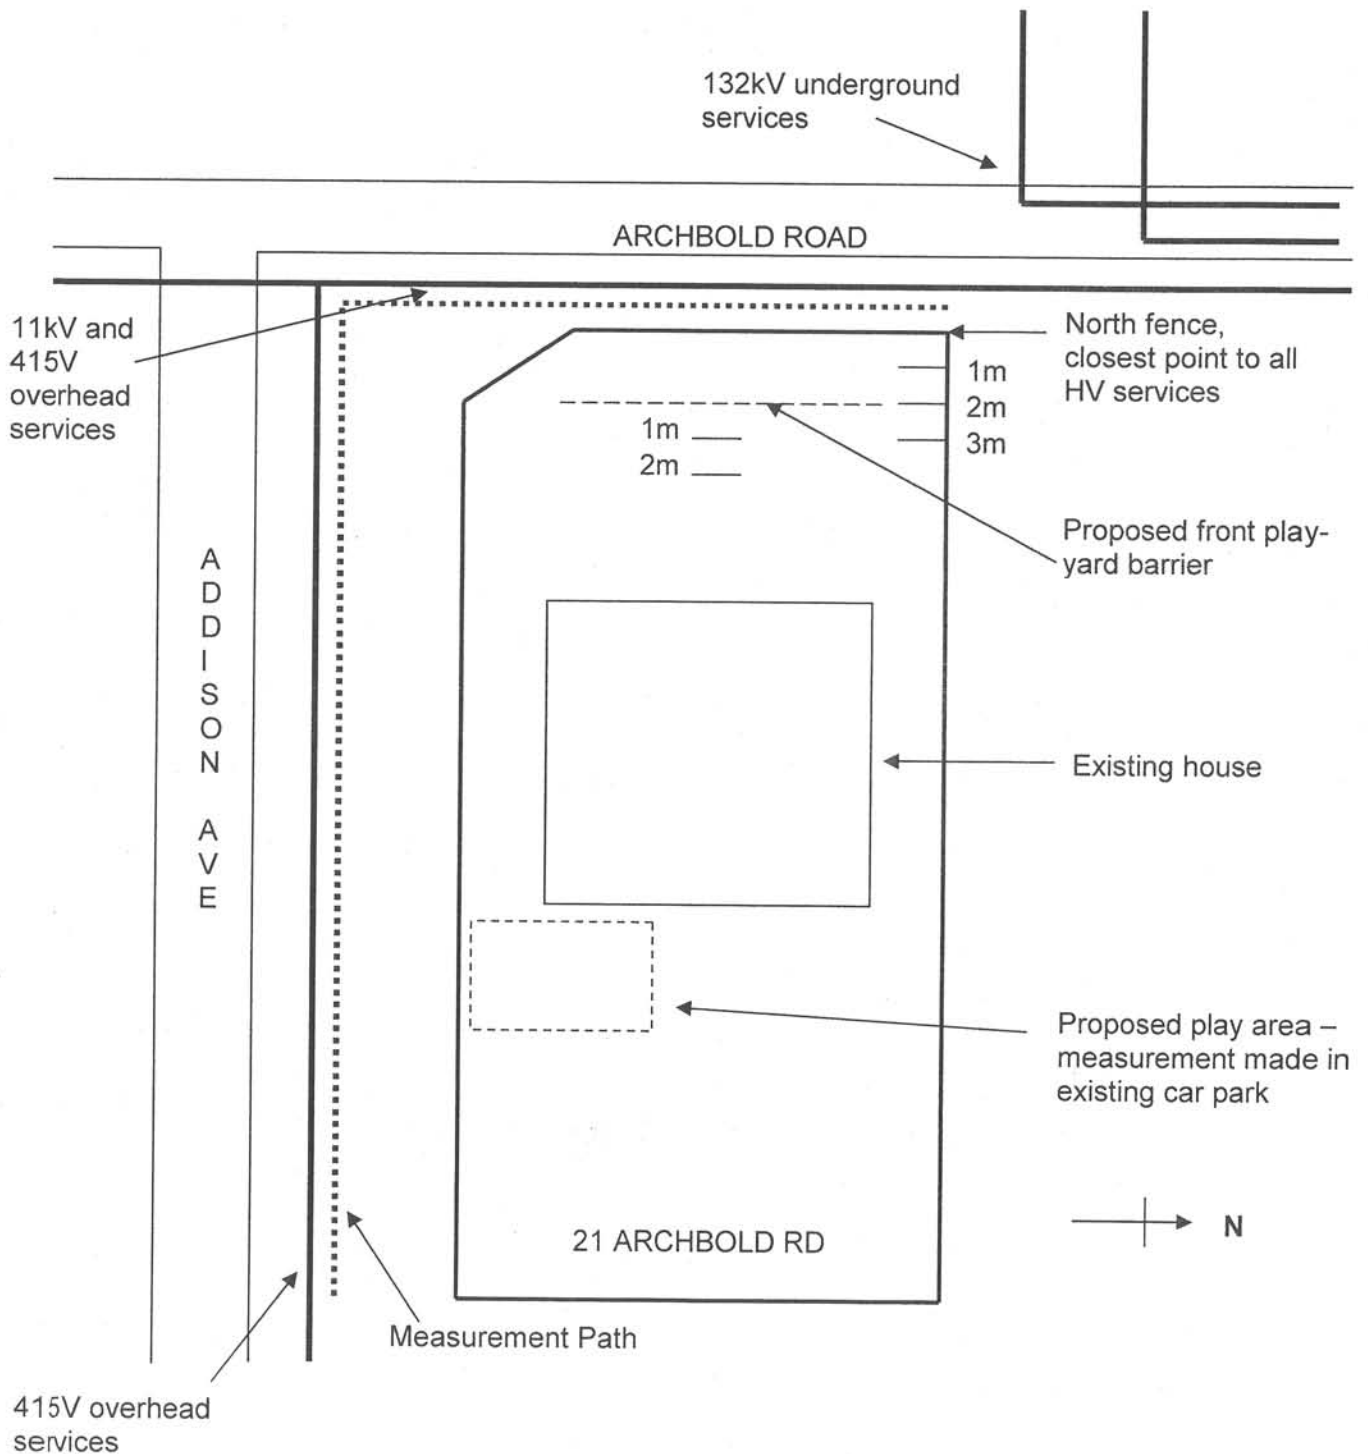 132kV underground
services
ARCHBOLD ROAD
11kV and
415V
overhead
services
North fence,
closest point to all
HV services
1m
2m
3m
1m
2m
Proposed front play-
yard barrier
ADDISON AVE
Existing house
Proposed play area –
measurement made in
existing car park
N
21 ARCHBOLD RD
Measurement Path
415V overhead
services